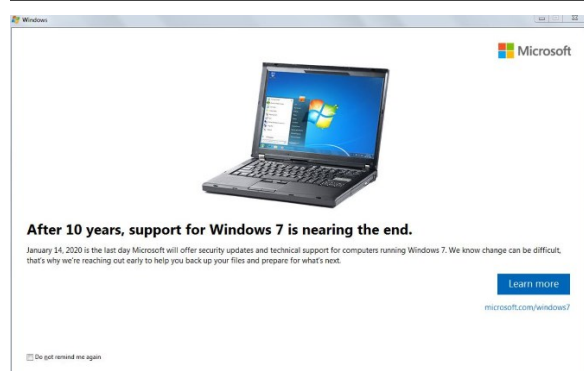 Windows
Microsoft
After 10 years, support for Windows 7 is nearing the end.
January 14, 2020 is the last day Microsoft will offer security updates and technical support for computers running Windows 7. We know change can be difficult,
that's why we're reaching out early to help you back up your files and prepare for what's next.
Learn more
microsoft.com/windows7
Do not remind me again